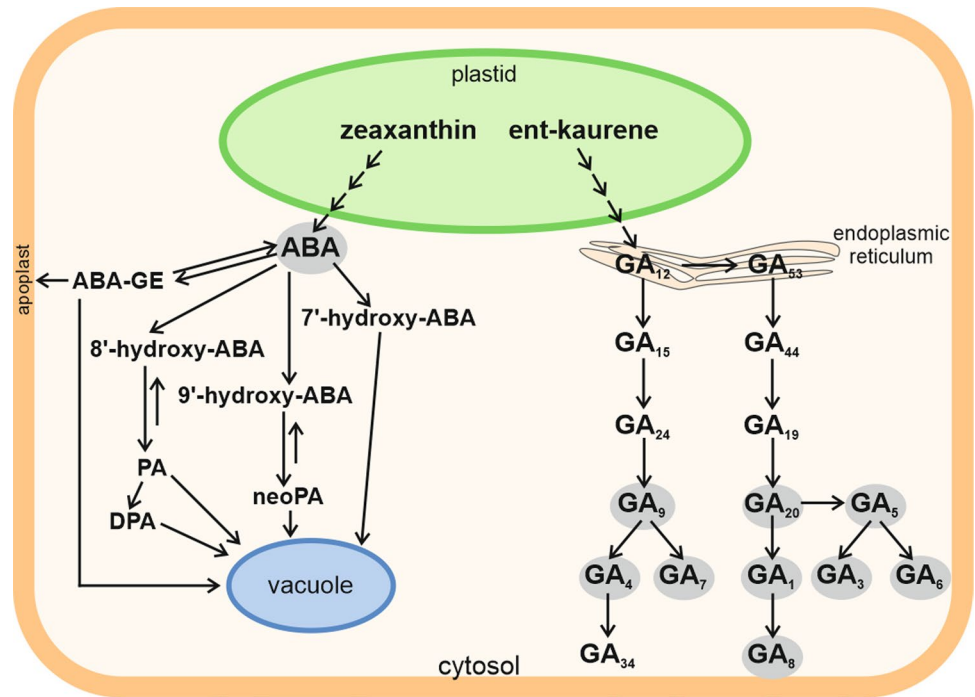 plastid
zeaxanthin ent-kaurene
ABA
endoplasmic
reticulum
GA12 GA53
apoplast
ABA-GE
7'-hydroxy-ABA
8'-hydroxy-ABA
GA15 GA44
9'-hydroxy-ABA
GA24 GA19
PA
neoPA
DPA
GA9 GA20 GA5
vacuole
GA4 GA7 GA1 GA3 GA6
GA34 GA8
cytosol